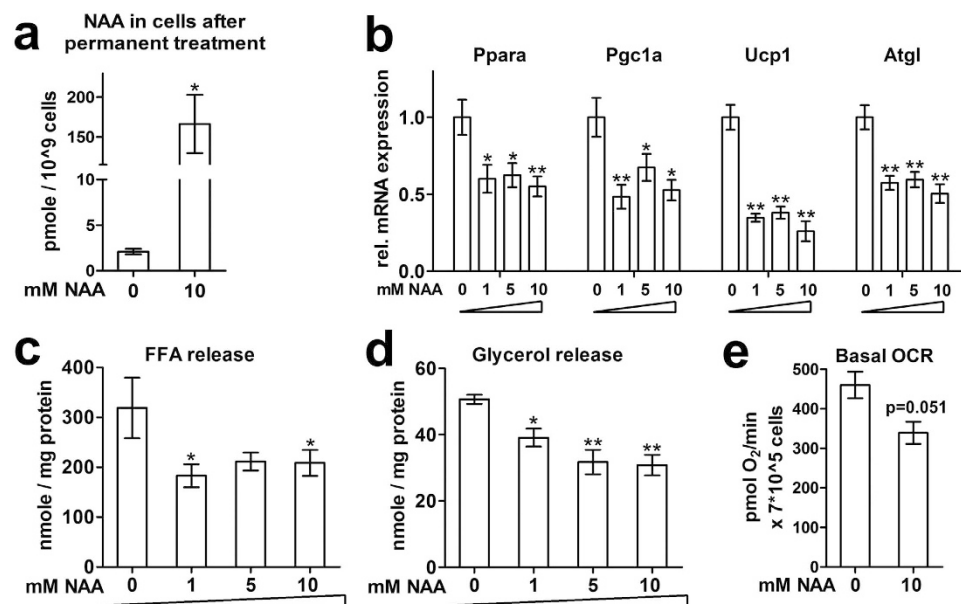 a
NAA in cells after
permanent treatment
pmole / 10^9 cells
200
150
100
10
5
0
*
mM NAA 0 10
b
Ppara Pgc1a Ucp1 Atgl
rel. mRNA expression
1.0
0.5
0.0
* * ** ** * * ** ** ** ** ** **
mM NAA 0 1 5 10 0 1 5 10 0 1 5 10 0 1 5 10
c
FFA release
nmole / mg protein
400
300
200
100
0
* *
mM NAA 0 1 5 10
d
Glycerol release
nmole / mg protein
60
40
20
0
* ** **
mM NAA 0 1 5 10
e
Basal OCR
pmol O₂/min
x 7*10^5 cells
500
400
300
200
100
0
p=0.051
mM NAA 0 10